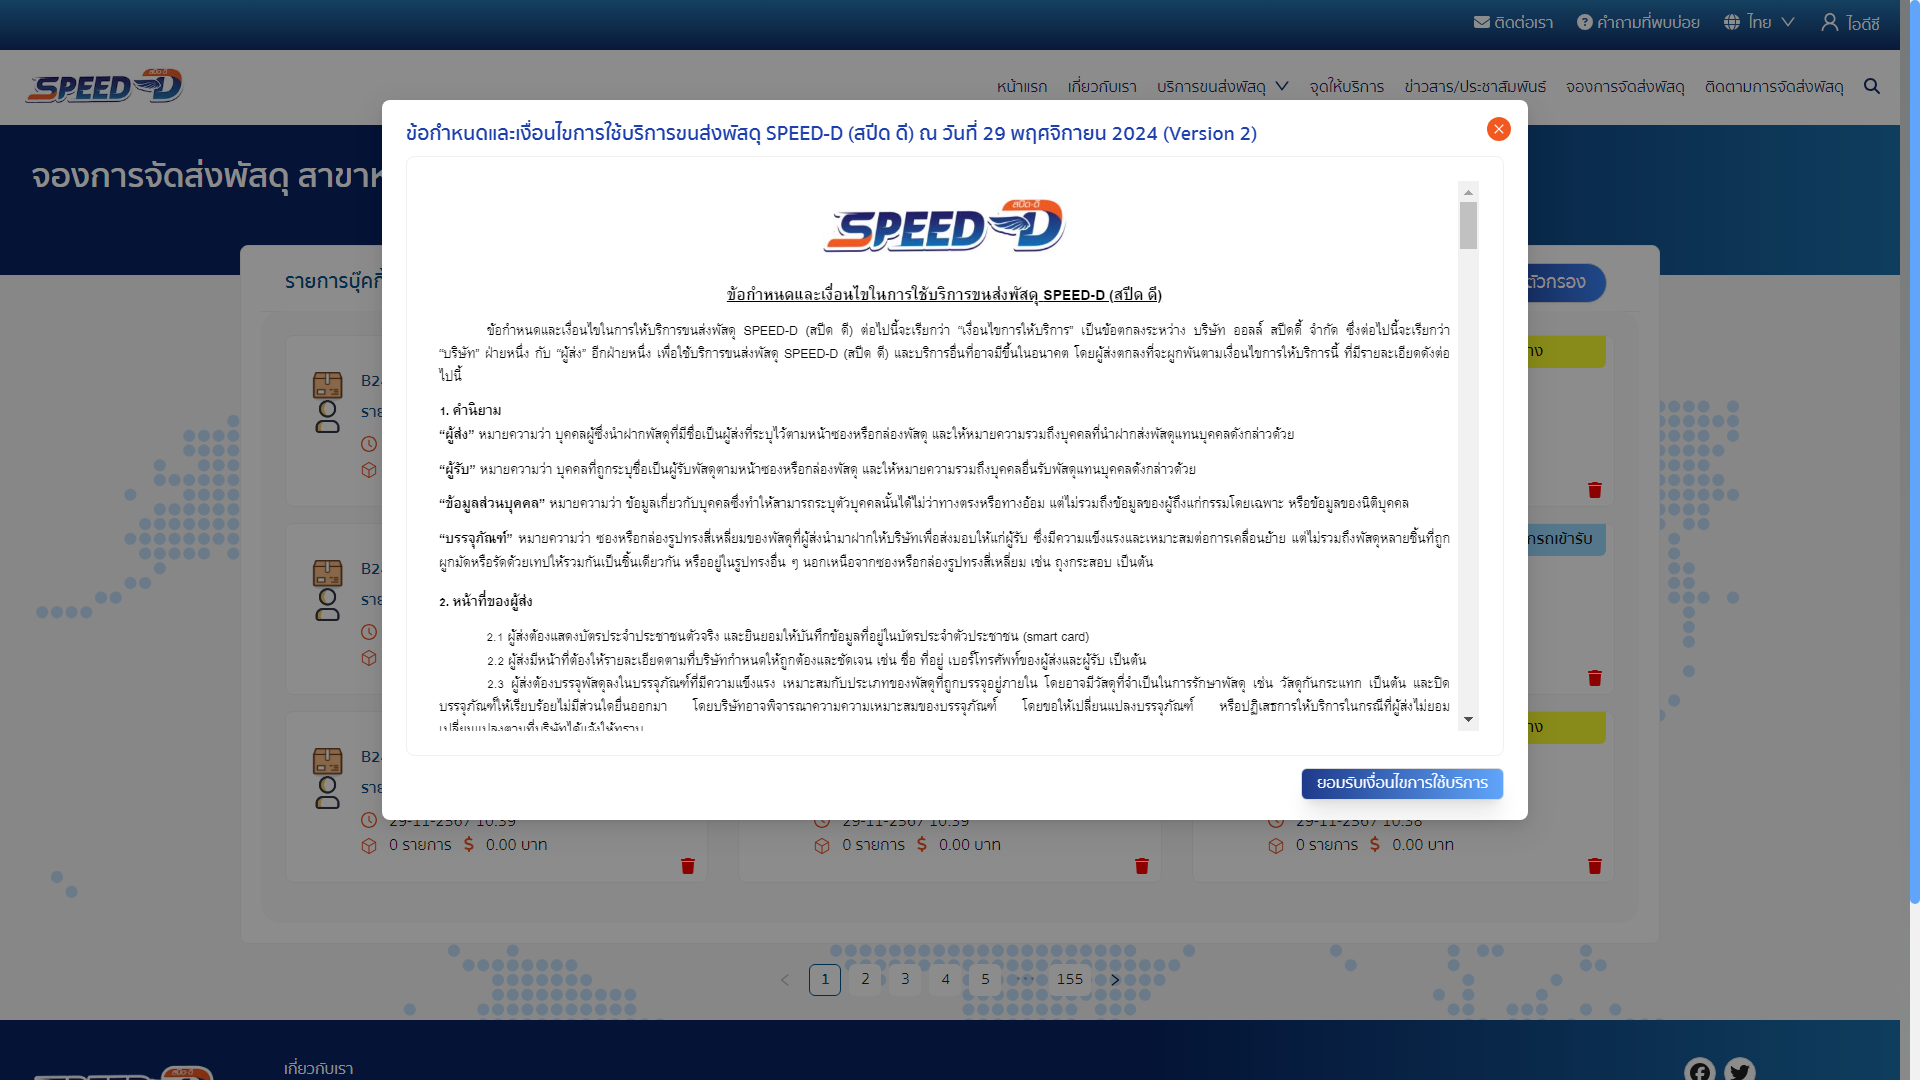 ติดต่อเรา คำถามที่พบบ่อย ไทย ไอดีซี
SPEED-D สปีด-ดี หน้าแรก เกี่ยวกับเรา บริการขนส่งพัสดุ จุดให้บริการ ข่าวสาร/ประชาสัมพันธ์ จองการจัดส่งพัสดุ ติดตามการจัดส่งพัสดุ
จองการจัดส่งพัสดุ
ข้อกำหนดและเงื่อนไขการใช้บริการขนส่งพัสดุ SPEED-D (สปีด ดี) ณ วันที่ 29 พฤศจิกายน 2024 (Version 2)
สปีด-ดี
SPEED-D
ข้อกำหนดและเงื่อนไขในการใช้บริการขนส่งพัสดุ SPEED-D (สปีด ดี)
ข้อกำหนดและเงื่อนไขในการให้บริการขนส่งพัสดุ SPEED-D (สปีด ดี) ต่อไปนี้จะเรียกว่า “เงื่อนไขการให้บริการ” เป็นข้อตกลงระหว่าง บริษัท ออลล์ สปีดดี้ จำกัด ซึ่งต่อไปนี้จะเรียกว่า
“บริษัท” ฝ่ายหนึ่ง กับ “ผู้ส่ง” อีกฝ่ายหนึ่ง เพื่อใช้บริการขนส่งพัสดุ SPEED-D (สปีด ดี) และบริการอื่นที่อาจมีขึ้นในอนาคต โดยผู้ส่งตกลงที่จะผูกพันตามเงื่อนไขการให้บริการนี้ ที่มีรายละเอียดดังต่อ
ไปนี้
1. คำนิยาม
“ผู้ส่ง” หมายความว่า บุคคลผู้ซึ่งนำฝากพัสดุที่มีชื่อเป็นผู้ส่งที่ระบุไว้ตามหน้าซองหรือกล่องพัสดุ และให้หมายความรวมถึงบุคคลที่นำฝากส่งพัสดุแทนบุคคลดังกล่าวด้วย
“ผู้รับ” หมายความว่า บุคคลที่ถูกระบุชื่อเป็นผู้รับพัสดุตามหน้าซองหรือกล่องพัสดุ และให้หมายความรวมถึงบุคคลอื่นรับพัสดุแทนบุคคลดังกล่าวด้วย
“ข้อมูลส่วนบุคคล” หมายความว่า ข้อมูลเกี่ยวกับบุคคลซึ่งทำให้สามารถระบุตัวบุคคลนั้นได้ไม่ว่าทางตรงหรือทางอ้อม แต่ไม่รวมถึงข้อมูลของผู้ถึงแก่กรรมโดยเฉพาะ หรือข้อมูลของนิติบุคคล
“บรรจุภัณฑ์” หมายความว่า ซองหรือกล่องรูปทรงสี่เหลี่ยมของพัสดุที่ผู้ส่งนำมาฝากให้บริษัทเพื่อส่งมอบให้แก่ผู้รับ ซึ่งมีความแข็งแรงและเหมาะสมต่อการเคลื่อนย้าย แต่ไม่รวมถึงพัสดุหลายชิ้นที่ถูก
ผูกมัดหรือรัดด้วยเทปให้รวมกันเป็นชิ้นเดียวกัน หรืออยู่ในรูปทรงอื่น ๆ นอกเหนือจากซองหรือกล่องรูปทรงสี่เหลี่ยม เช่น ถุงกระสอบ เป็นต้น
2. หน้าที่ของผู้ส่ง
2.1 ผู้ส่งต้องแสดงบัตรประจำประชาชนตัวจริง และยินยอมให้บันทึกข้อมูลที่อยู่ในบัตรประจำตัวประชาชน (smart card)
2.2 ผู้ส่งมีหน้าที่ต้องให้รายละเอียดตามที่บริษัทกำหนดให้ถูกต้องและชัดเจน เช่น ชื่อ ที่อยู่ เบอร์โทรศัพท์ของผู้ส่งและผู้รับ เป็นต้น
2.3 ผู้ส่งต้องบรรจุพัสดุลงในบรรจุภัณฑ์ที่มีความแข็งแรง เหมาะสมกับประเภทของพัสดุที่ถูกบรรจุอยู่ภายใน โดยอาจมีวัสดุที่จำเป็นในการรักษาพัสดุ เช่น วัสดุกันกระแทก เป็นต้น และปิด
บรรจุภัณฑ์ให้เรียบร้อยไม่มีส่วนใดยื่นออกมา โดยบริษัทอาจพิจารณาความความเหมาะสมของบรรจุภัณฑ์ โดยขอให้เปลี่ยนแปลงบรรจุภัณฑ์ หรือปฏิเสธการให้บริการในกรณีที่ผู้ส่งไม่ยอม
เปลี่ยนแปลงตามที่บริษัทได้แจ้งให้ทราบ
ยอมรับเงื่อนไขการใช้บริการ
ตัวกรอง
กรถเข้ารับ
29-11-2567 10:39 29-11-2567 10:39 29-11-2567 10:38
0 รายการ 0.00 บาท 0 รายการ 0.00 บาท 0 รายการ 0.00 บาท
1 2 3 4 5 ••• 155
เกี่ยวกับเรา